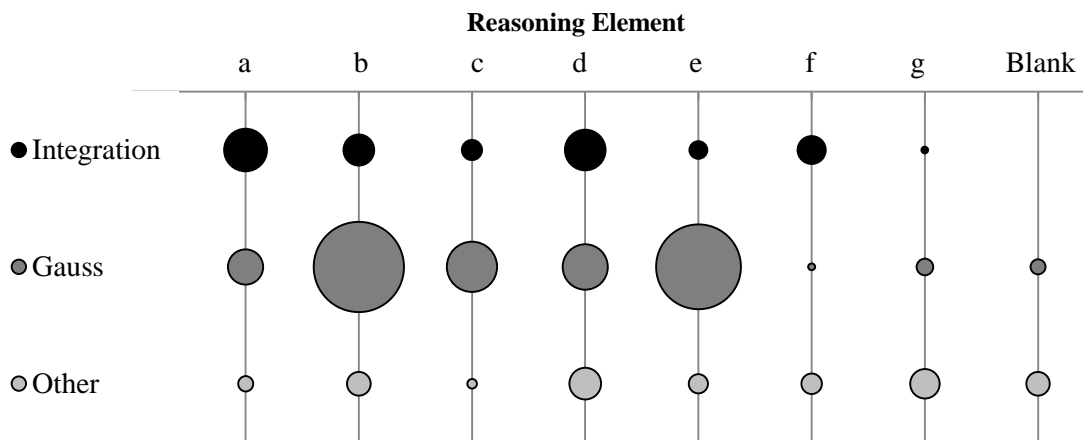 Reasoning Element
a b c d e f g Blank
Integration
Gauss
Other